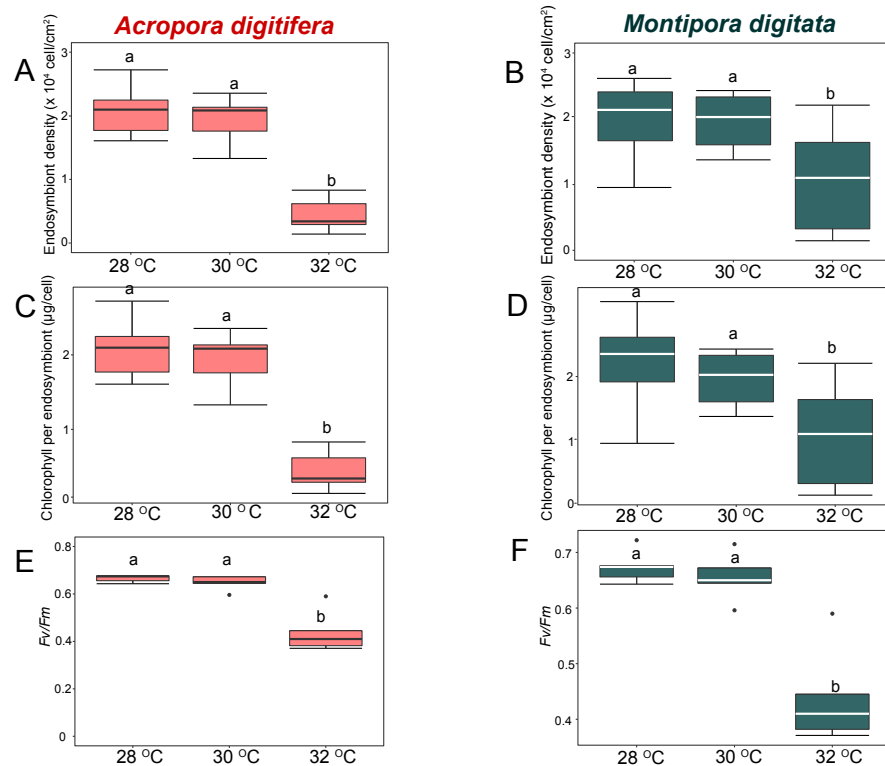 Acropora digitifera
Montipora digitata
A
Endosymbiont density (x 10⁴ cell/cm²)
3
2
1
0
a
a
b
28 °C
30 °C
32 °C
B
Endosymbiont density (x 10⁴ cell/cm²)
3
2
1
0
a
a
b
28 °C
30 °C
32 °C
C
Chlorophyll per endosymbiont (µg/cell)
2
1
0
a
a
b
28 °C
30 °C
32 °C
D
Chlorophyll per endosymbiont (µg/cell)
2
1
0
a
a
b
28 °C
30 °C
32 °C
E
Fv/Fm
0.8
0.6
0.4
0.2
0
a
a
b
28 °C
30 °C
32 °C
F
Fv/Fm
0.7
0.6
0.5
0.4
a
a
b
28 °C
30 °C
32 °C